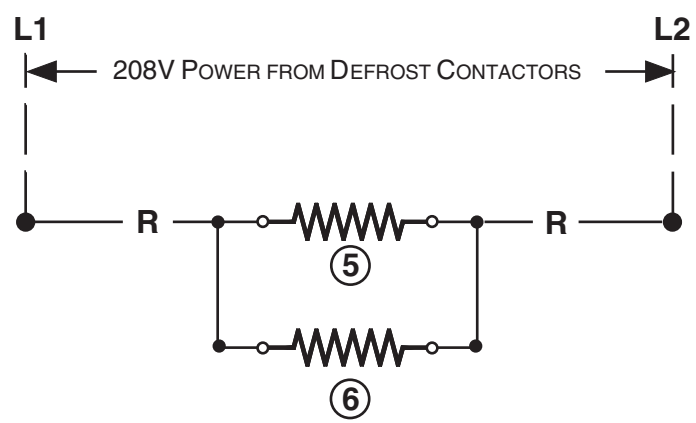 L1 L2
208V POWER FROM DEFROST CONTACTORS
R R
5
6